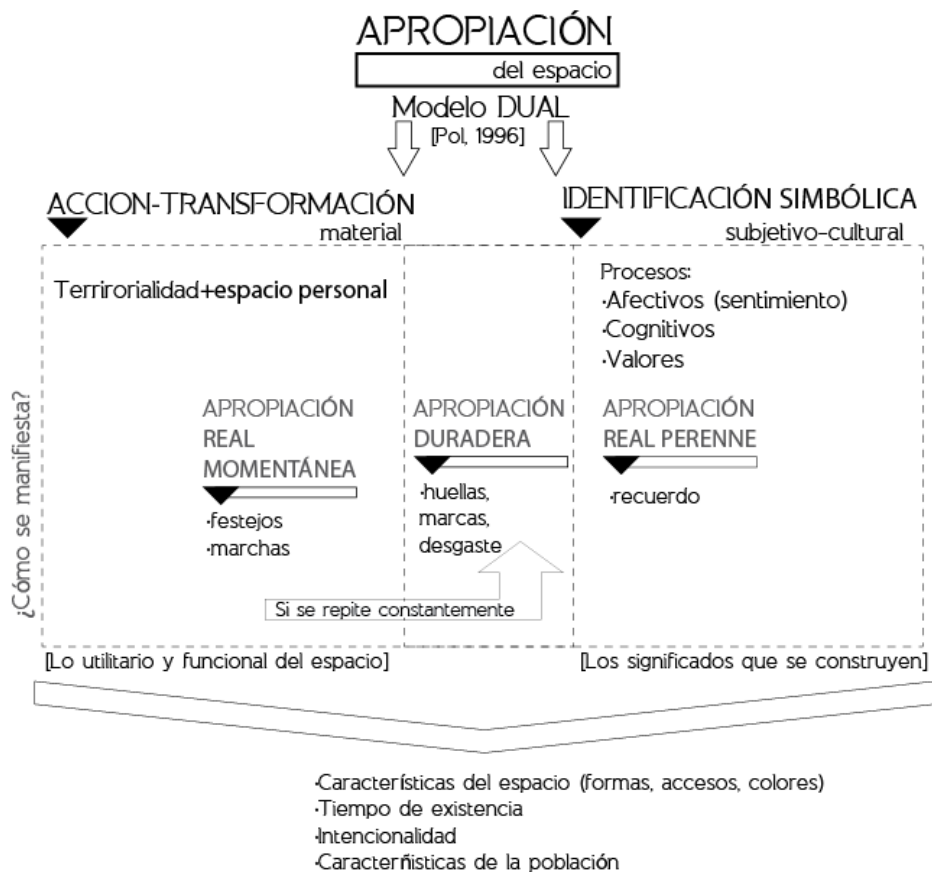 APROPIACIÓN
del espacio
Modelo DUAL
[Pol, 1996]
ACCION-TRANSFORMACIÓN
material
IDENTIFICACIÓN SIMBÓLICA
subjetivo-cultural
¿Cómo se manifiesta?
Terrirorialidad+espacio personal
Procesos:
·Afectivos (sentimiento)
·Cognitivos
·Valores
APROPIACIÓN
REAL
MOMENTÁNEA
·festejos
·marchas
APROPIACIÓN
DURADERA
·huellas,
marcas,
desgaste
APROPIACIÓN
REAL PERENNE
·recuerdo
Si se repite constantemente
[Lo utilitario y funcional del espacio]
[Los significados que se construyen]
·Características del espacio (formas, accesos, colores)
·Tiempo de existencia
·Intencionalidad
·Caracterñisticas de la población